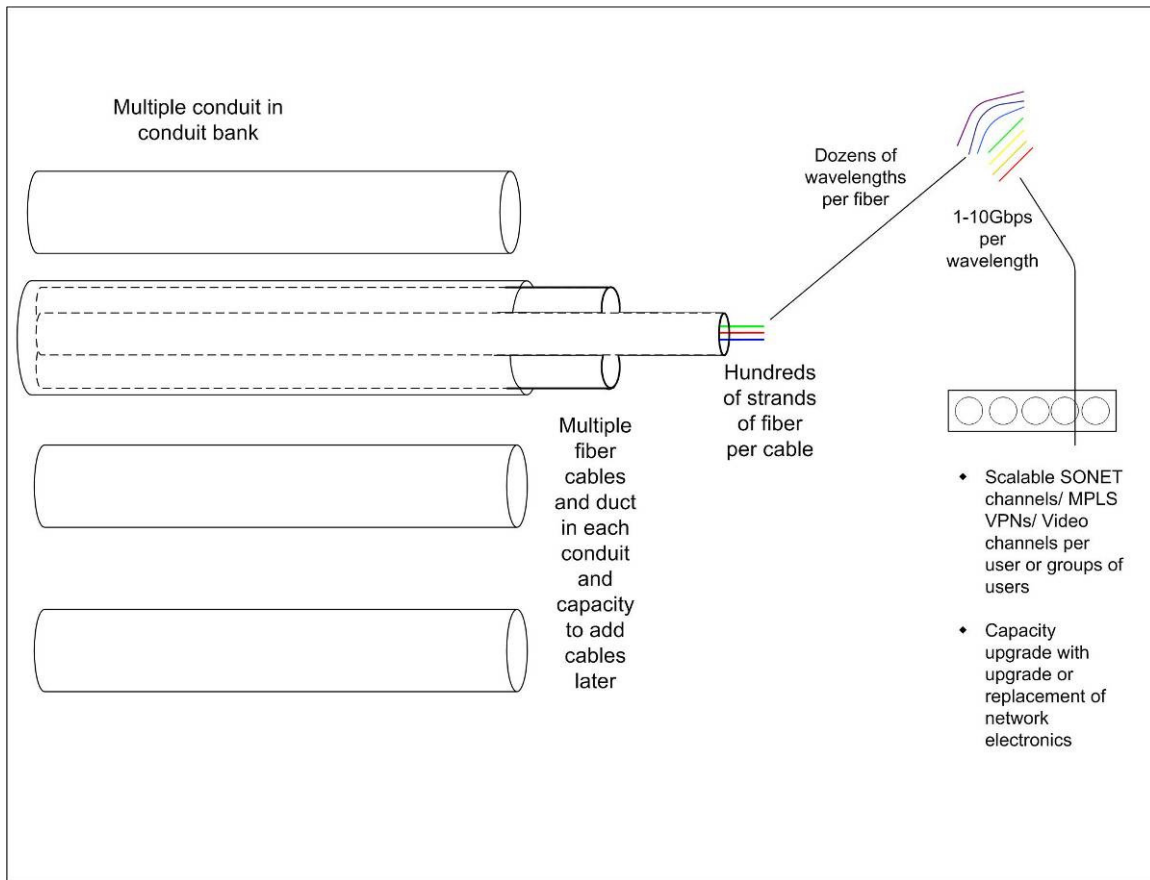 Multiple conduit in
conduit bank
Dozens of
wavelengths
per fiber
1-10Gbps
per
wavelength
Hundreds
of strands
of fiber
per cable
Multiple
fiber
cables
and duct
in each
conduit
and
capacity
to add
cables
later
◆ Scalable SONET
channels/ MPLS
VPNs/ Video
channels per
user or groups of
users
◆ Capacity
upgrade with
upgrade or
replacement of
network
electronics